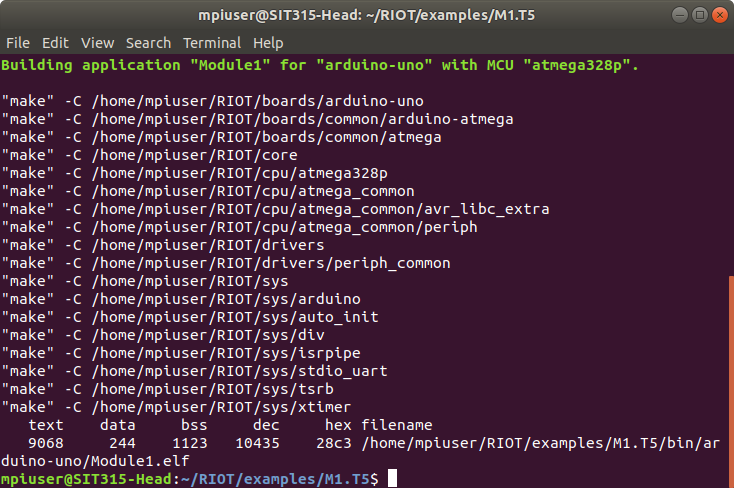 mpiuser@SIT315-Head: ~/RIOT/examples/M1.T5
File Edit View Search Terminal Help
Building application "Module1" for "arduino-uno" with MCU "atmega328p".
"make" -C /home/mpiuser/RIOT/boards/arduino-uno
"make" -C /home/mpiuser/RIOT/boards/common/arduino-atmega
"make" -C /home/mpiuser/RIOT/boards/common/atmega
"make" -C /home/mpiuser/RIOT/core
"make" -C /home/mpiuser/RIOT/cpu/atmega328p
"make" -C /home/mpiuser/RIOT/cpu/atmega_common
"make" -C /home/mpiuser/RIOT/cpu/atmega_common/avr_libc_extra
"make" -C /home/mpiuser/RIOT/cpu/atmega_common/periph
"make" -C /home/mpiuser/RIOT/drivers
"make" -C /home/mpiuser/RIOT/drivers/periph_common
"make" -C /home/mpiuser/RIOT/sys
"make" -C /home/mpiuser/RIOT/sys/arduino
"make" -C /home/mpiuser/RIOT/sys/auto_init
"make" -C /home/mpiuser/RIOT/sys/div
"make" -C /home/mpiuser/RIOT/sys/isrpipe
"make" -C /home/mpiuser/RIOT/sys/stdio_uart
"make" -C /home/mpiuser/RIOT/sys/tsrb
"make" -C /home/mpiuser/RIOT/sys/xtimer
   text    data     bss     dec     hex filename
   9068     244    1123   10435    28c3 /home/mpiuser/RIOT/examples/M1.T5/bin/ar
duino-uno/Module1.elf
mpiuser@SIT315-Head:~/RIOT/examples/M1.T5$